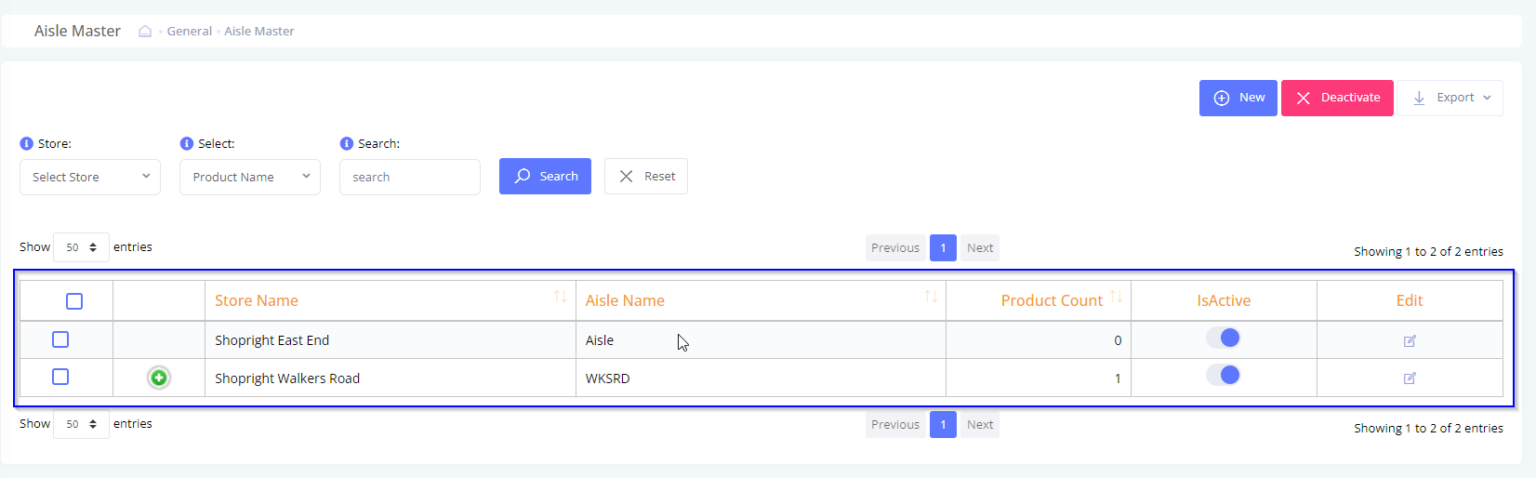 Aisle Master General - Aisle Master
New Deactivate Export
Store: Select: Search:
Select Store Product Name search Search Reset
Show 50 entries Previous 1 Next Showing 1 to 2 of 2 entries
Store Name Aisle Name Product Count IsActive Edit
Shopright East End Aisle 0
Shopright Walkers Road WKSRD 1
Show 50 entries Previous 1 Next Showing 1 to 2 of 2 entries